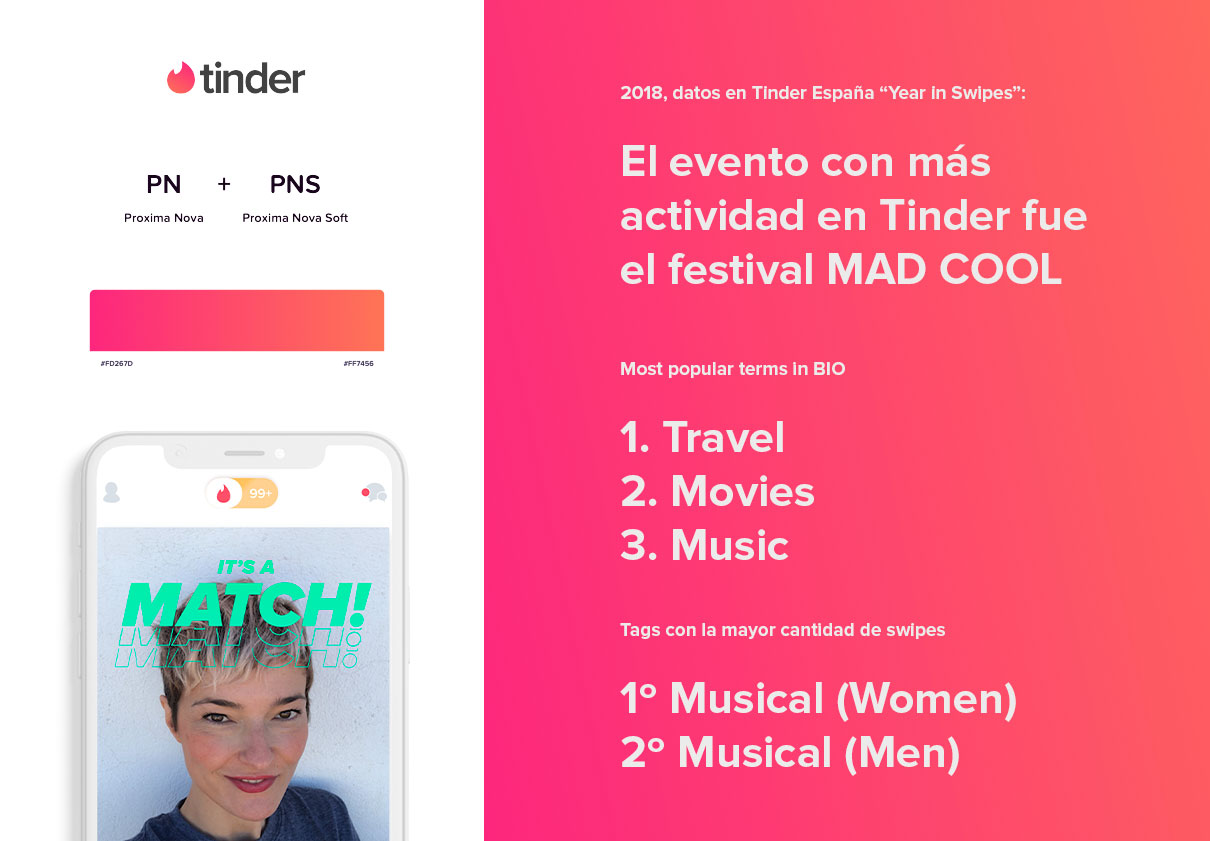 tinder
PN + PNS
Proxima Nova Proxima Nova Soft
#FD267D #FF7456
99+
IT'S A
MATCH!
MATCH!
MATCH!
2018, datos en Tinder España “Year in Swipes”:
El evento con más
actividad en Tinder fue
el festival MAD COOL
Most popular terms in BIO
1. Travel
2. Movies
3. Music
Tags con la mayor cantidad de swipes
1º Musical (Women)
2º Musical (Men)